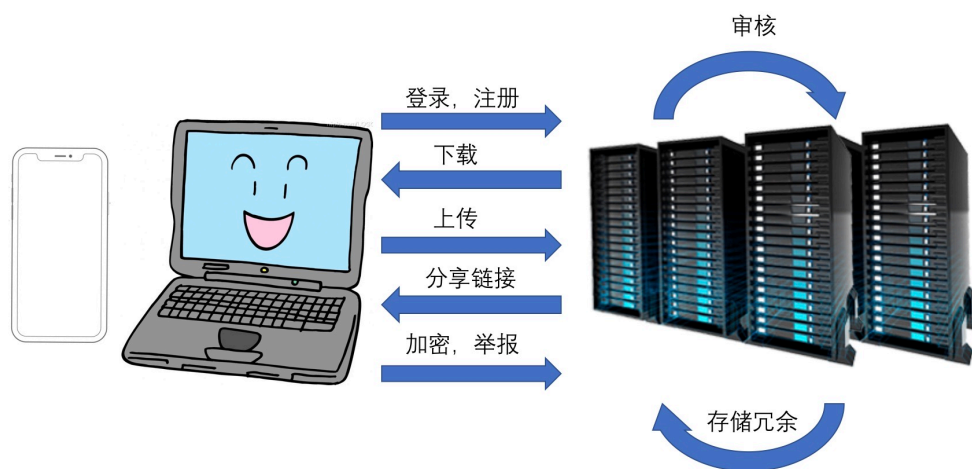 审核
登录，注册
下载
上传
分享链接
加密，举报
存储冗余